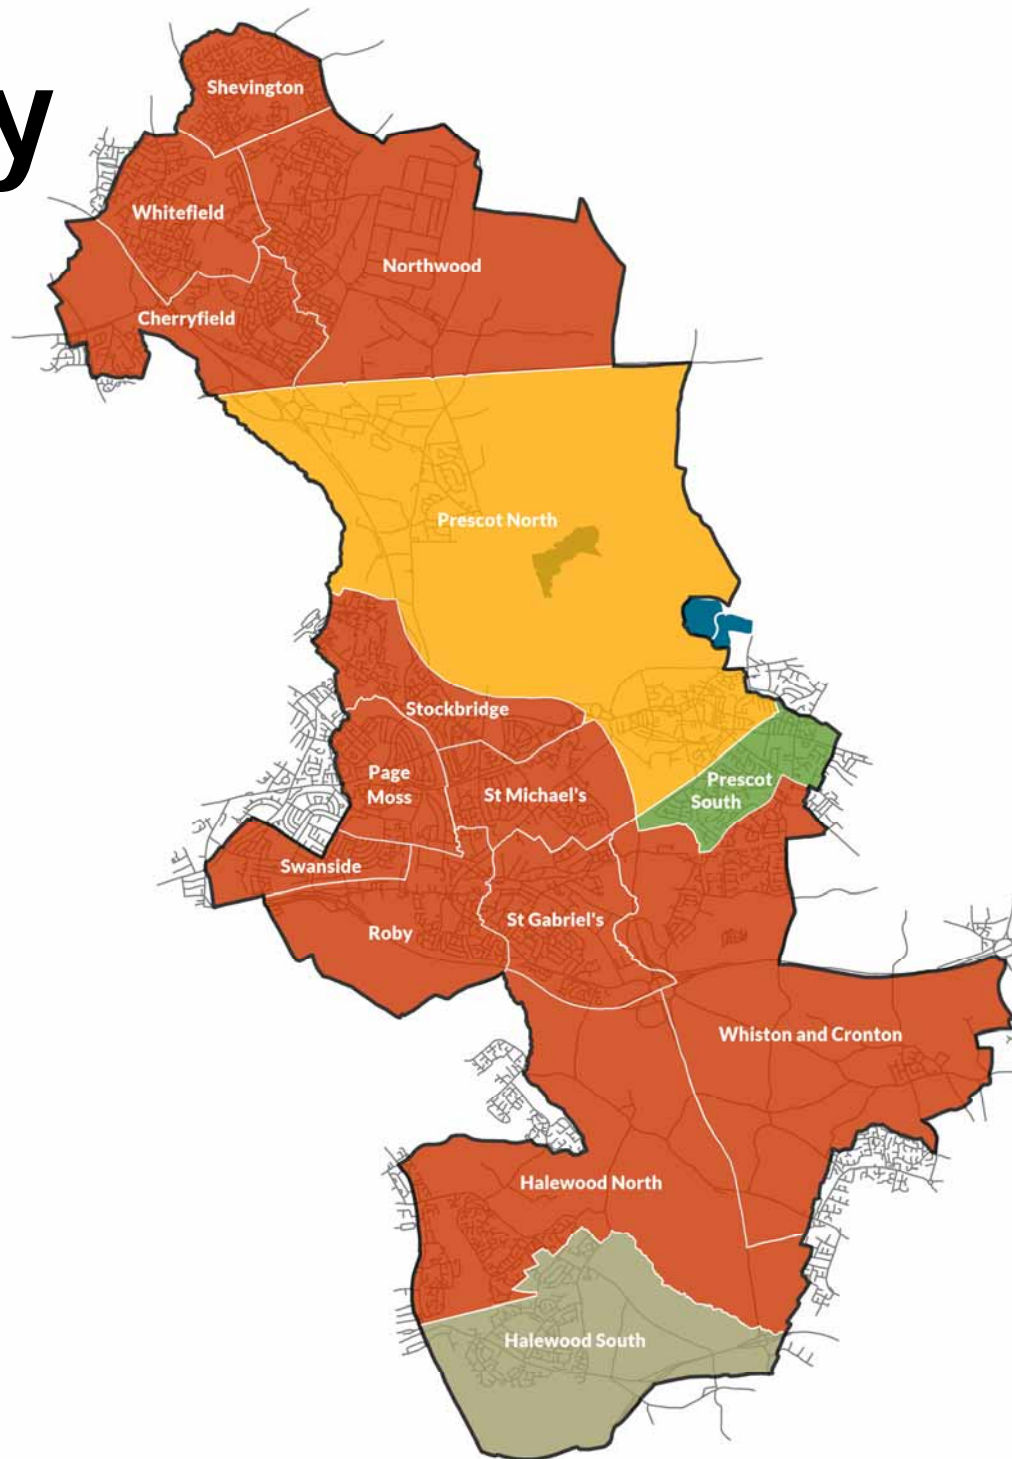 y
Shevington
Whitefield
Northwood
Cherryfield
Prescot North
Stockbridge
Page
Moss
St Michael's
Prescot
South
Swanside
St Gabriel's
Roby
Whiston and Cronton
Halewood North
Halewood South